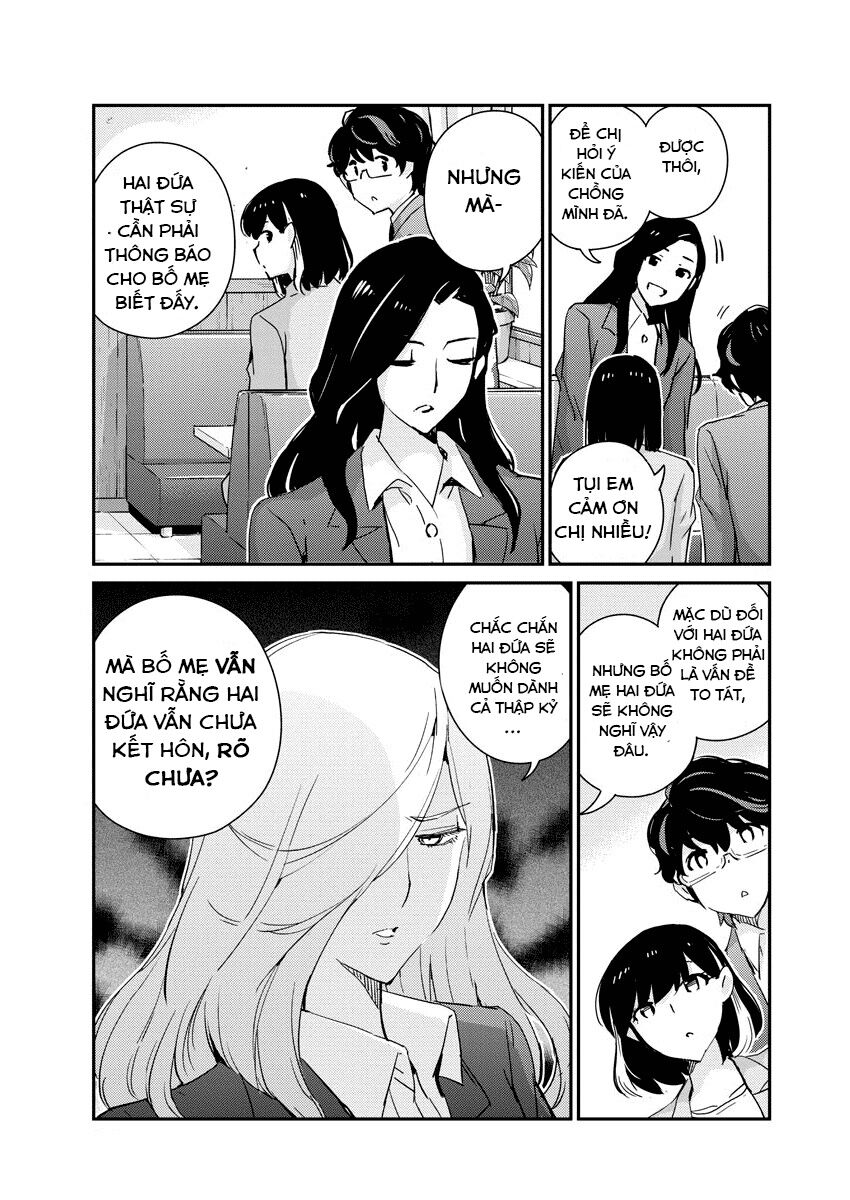 ĐƯỢC
THÔI,
ĐỂ CHỊ
HỎI Ý
KIẾN CỦA
CHỒNG
MÌNH ĐÃ.
TỤI EM
CẢM ƠN
CHỊ NHIỀU!
NHƯNG
MÀ-
HAI ĐỨA
THẬT SỰ
CẦN PHẢI
THÔNG BÁO
CHO BỐ MẸ
BIẾT ĐẤY.
MẶC DÙ ĐỐI
VỚI HAI ĐỨA
KHÔNG PHẢI
LÀ VẤN ĐỀ
TO TÁT,
NHƯNG BỐ
MẸ HAI ĐỨA
SẼ KHÔNG
NGHĨ VẬY
ĐÂU.
CHẮC CHẮN
HAI ĐỨA SẼ
KHÔNG
MUỐN DÀNH
CẢ THẬP KỶ
...
MÀ BỐ MẸ VẪN
NGHĨ RẰNG HAI
ĐỨA VẪN CHƯA
KẾT HÔN, RÕ
CHƯA?